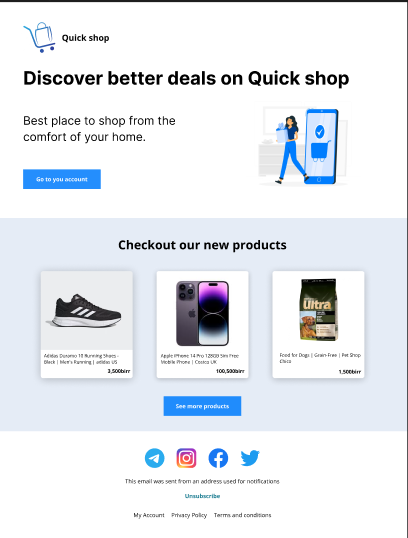 Quick shop
Discover better deals on Quick shop
Best place to shop from the
comfort of your home.
Go to you account
Checkout our new products
Ultra
Adidas Duramo 10 Running Shoes -
Black | Men's Running | adidas US
3,500birr
Apple iPhone 14 Pro 128GB Sim Free
Mobile Phone | Costco UK
100,500birr
Food for Dogs | Grain-Free | Pet Shop
Chico
1,500birr
See more products
This email was sent from an address used for notifications
Unsubscribe
My Account Privacy Policy Terms and conditions